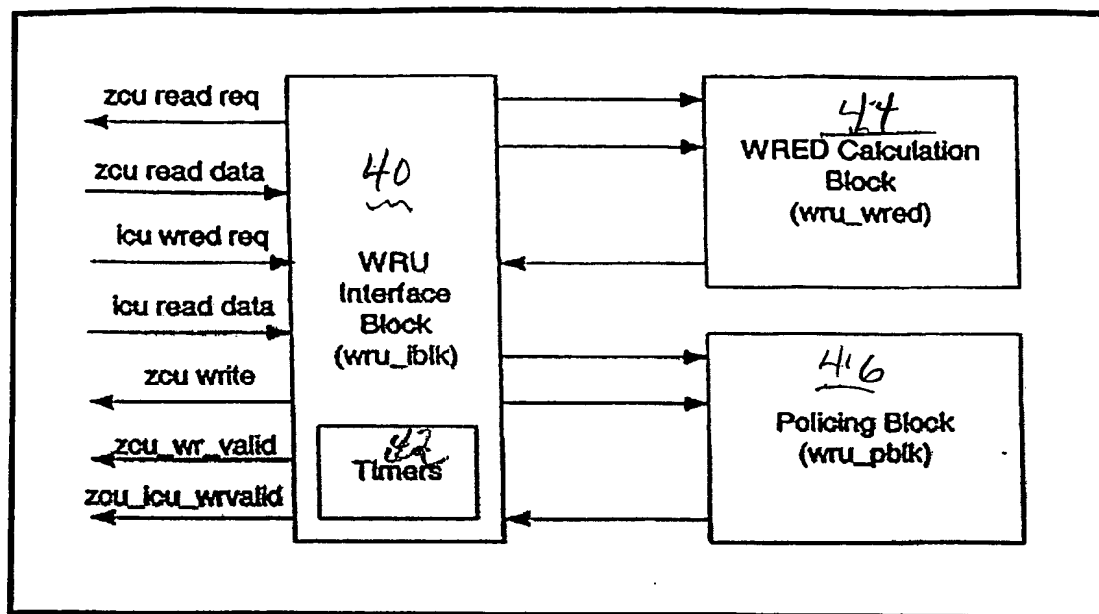 zcu read req
zcu read data
icu wred req
icu read data
zcu write
zcu_wr_valid
zcu_icu_wrvalid
40
WRU
Interface
Block
(wru_iblk)
42
Timers
44
WRED Calculation
Block
(wru_wred)
46
Policing Block
(wru_pblk)